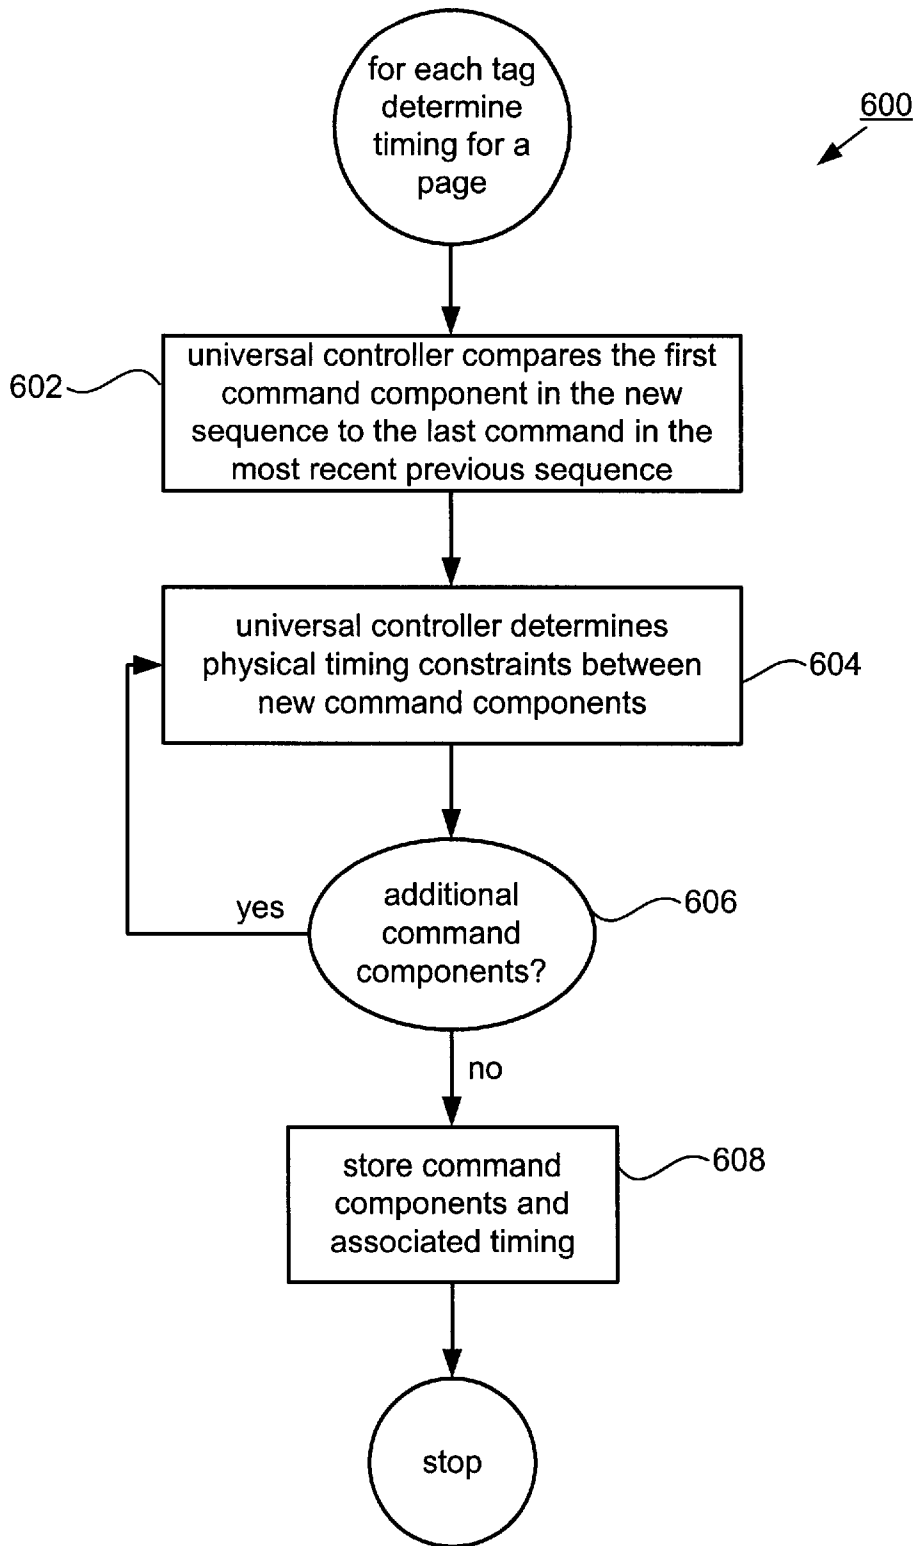 for each tag
determine
timing for a
page
600
602
universal controller compares the first
command component in the new
sequence to the last command in the
most recent previous sequence
universal controller determines
physical timing constraints between
new command components
604
additional
command
components?
606
yes
no
store command
components and
associated timing
608
stop